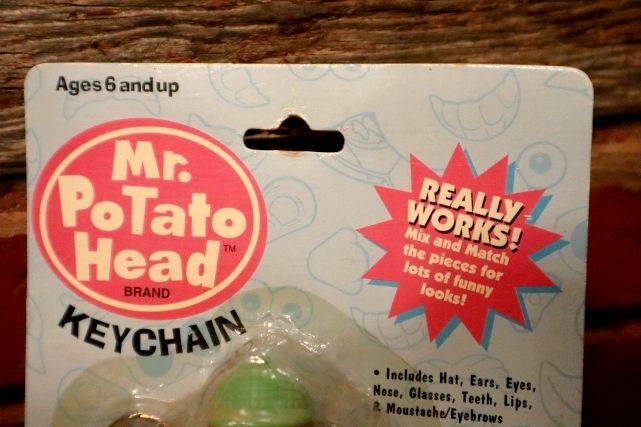 Ages 6 and up
Mr.
PoTato
Head™
BRAND
KEYCHAIN
REALLY
WORKS!
Mix and Match
the pieces for
lots of funny
looks!
• Includes Hat, Ears, Eyes,
Nose, Glasses, Teeth, Lips,
& Moustache/Eyebrows